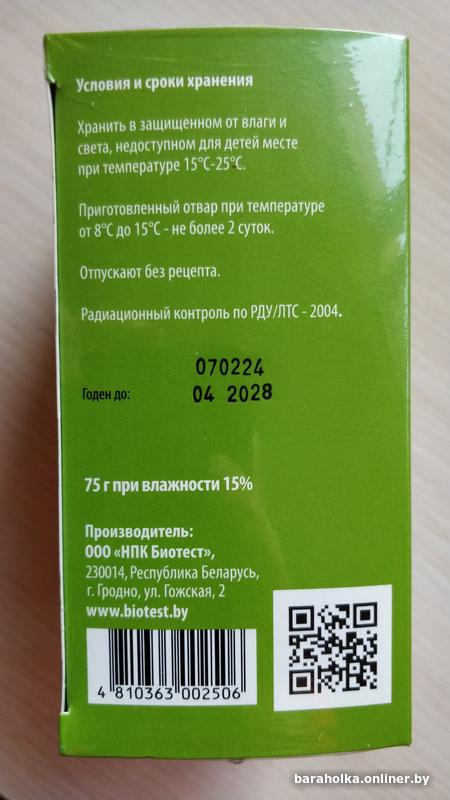 Условия и сроки хранения
Хранить в защищенном от влаги и
света, недоступном для детей месте
при температуре 15°С-25°С.
Приготовленный отвар при температуре
от 8°С до 15°С - не более 2 суток.
Отпускают без рецепта.
Радиационный контроль по РДУ/ЛТС - 2004.
070224
Годен до: 04 2028
75 г при влажности 15%
Производитель:
ООО «НПК Биотест»,
230014, Республика Беларусь,
г. Гродно, ул. Гожская, 2
www.biotest.by
4 810363 002506
baraholka.onliner.by